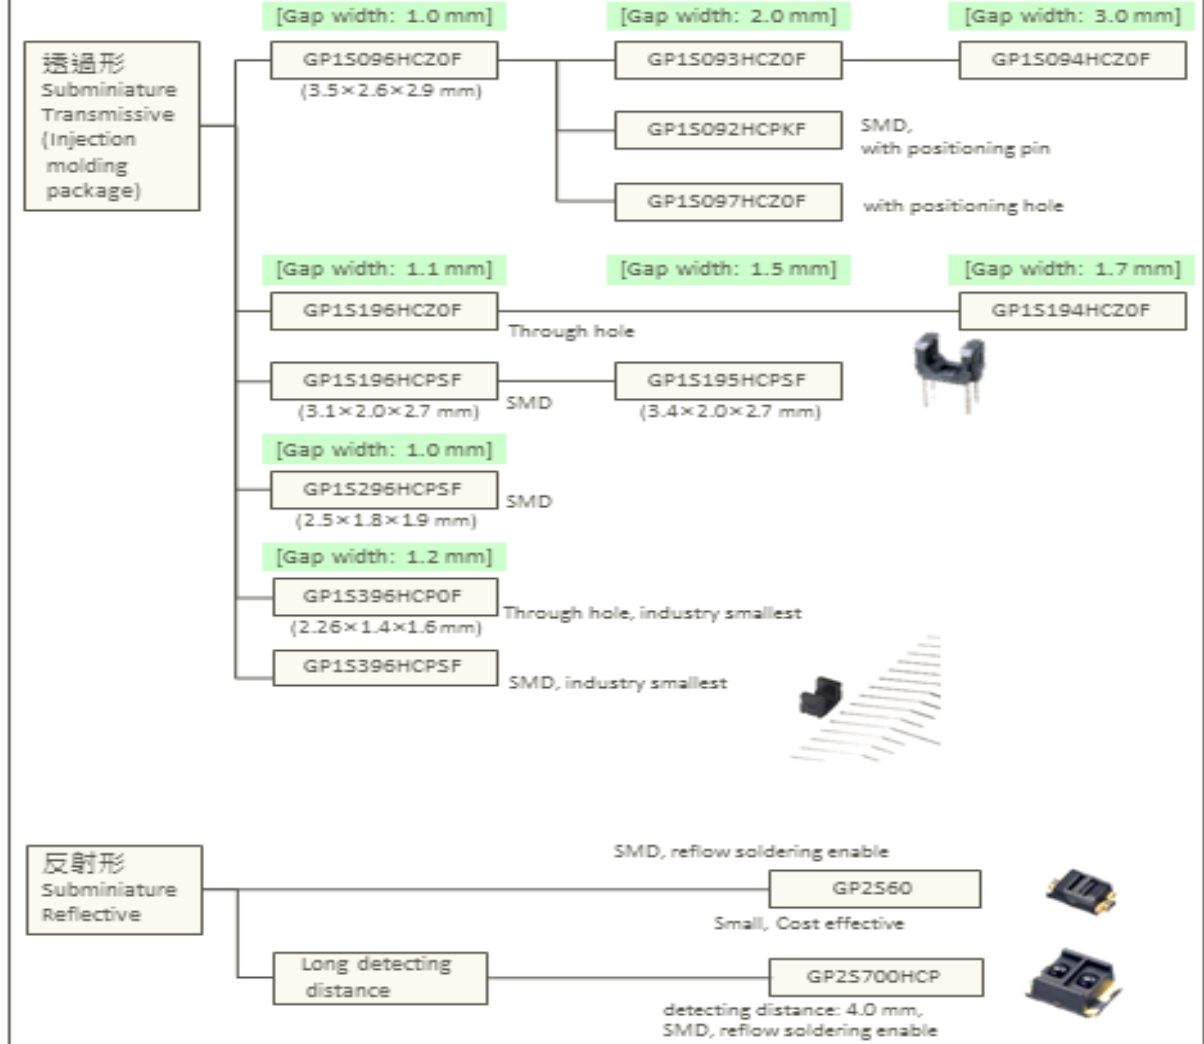 [Gap width: 1.0 mm]
[Gap width: 2.0 mm]
[Gap width: 3.0 mm]
透過形
Subminiature
Transmissive
(Injection
molding
package)
GP1S096HCZ0F
(3.5×2.6×2.9 mm)
GP1S093HCZ0F
GP1S094HCZ0F
GP1S092HCPKF
SMD,
with positioning pin
GP1S097HCZ0F
with positioning hole
[Gap width: 1.1 mm]
[Gap width: 1.5 mm]
[Gap width: 1.7 mm]
GP1S196HCZ0F
Through hole
GP1S194HCZ0F
GP1S196HCPSF
(3.1×2.0×2.7 mm)
SMD
GP1S195HCPSF
(3.4×2.0×2.7 mm)
[Gap width: 1.0 mm]
GP1S296HCPSF
SMD
(2.5×1.8×1.9 mm)
[Gap width: 1.2 mm]
GP1S396HCP0F
Through hole, industry smallest
(2.26×1.4×1.6mm)
GP1S396HCPSF
SMD, industry smallest
反射形
Subminiature
Reflective
SMD, reflow soldering enable
GP2S60
Small, Cost effective
Long detecting
distance
GP2S700HCP
detecting distance: 4.0 mm,
SMD, reflow soldering enable